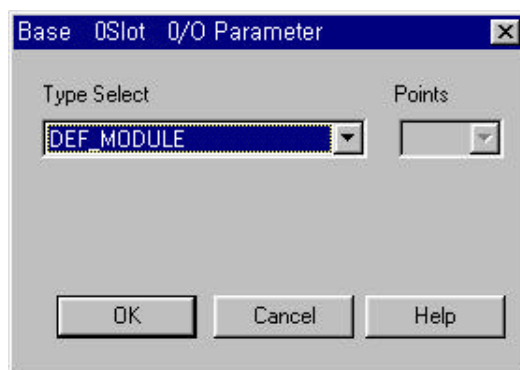 Base 0Slot 0/O Parameter
Type Select Points
DEF_MODULE
OK Cancel Help